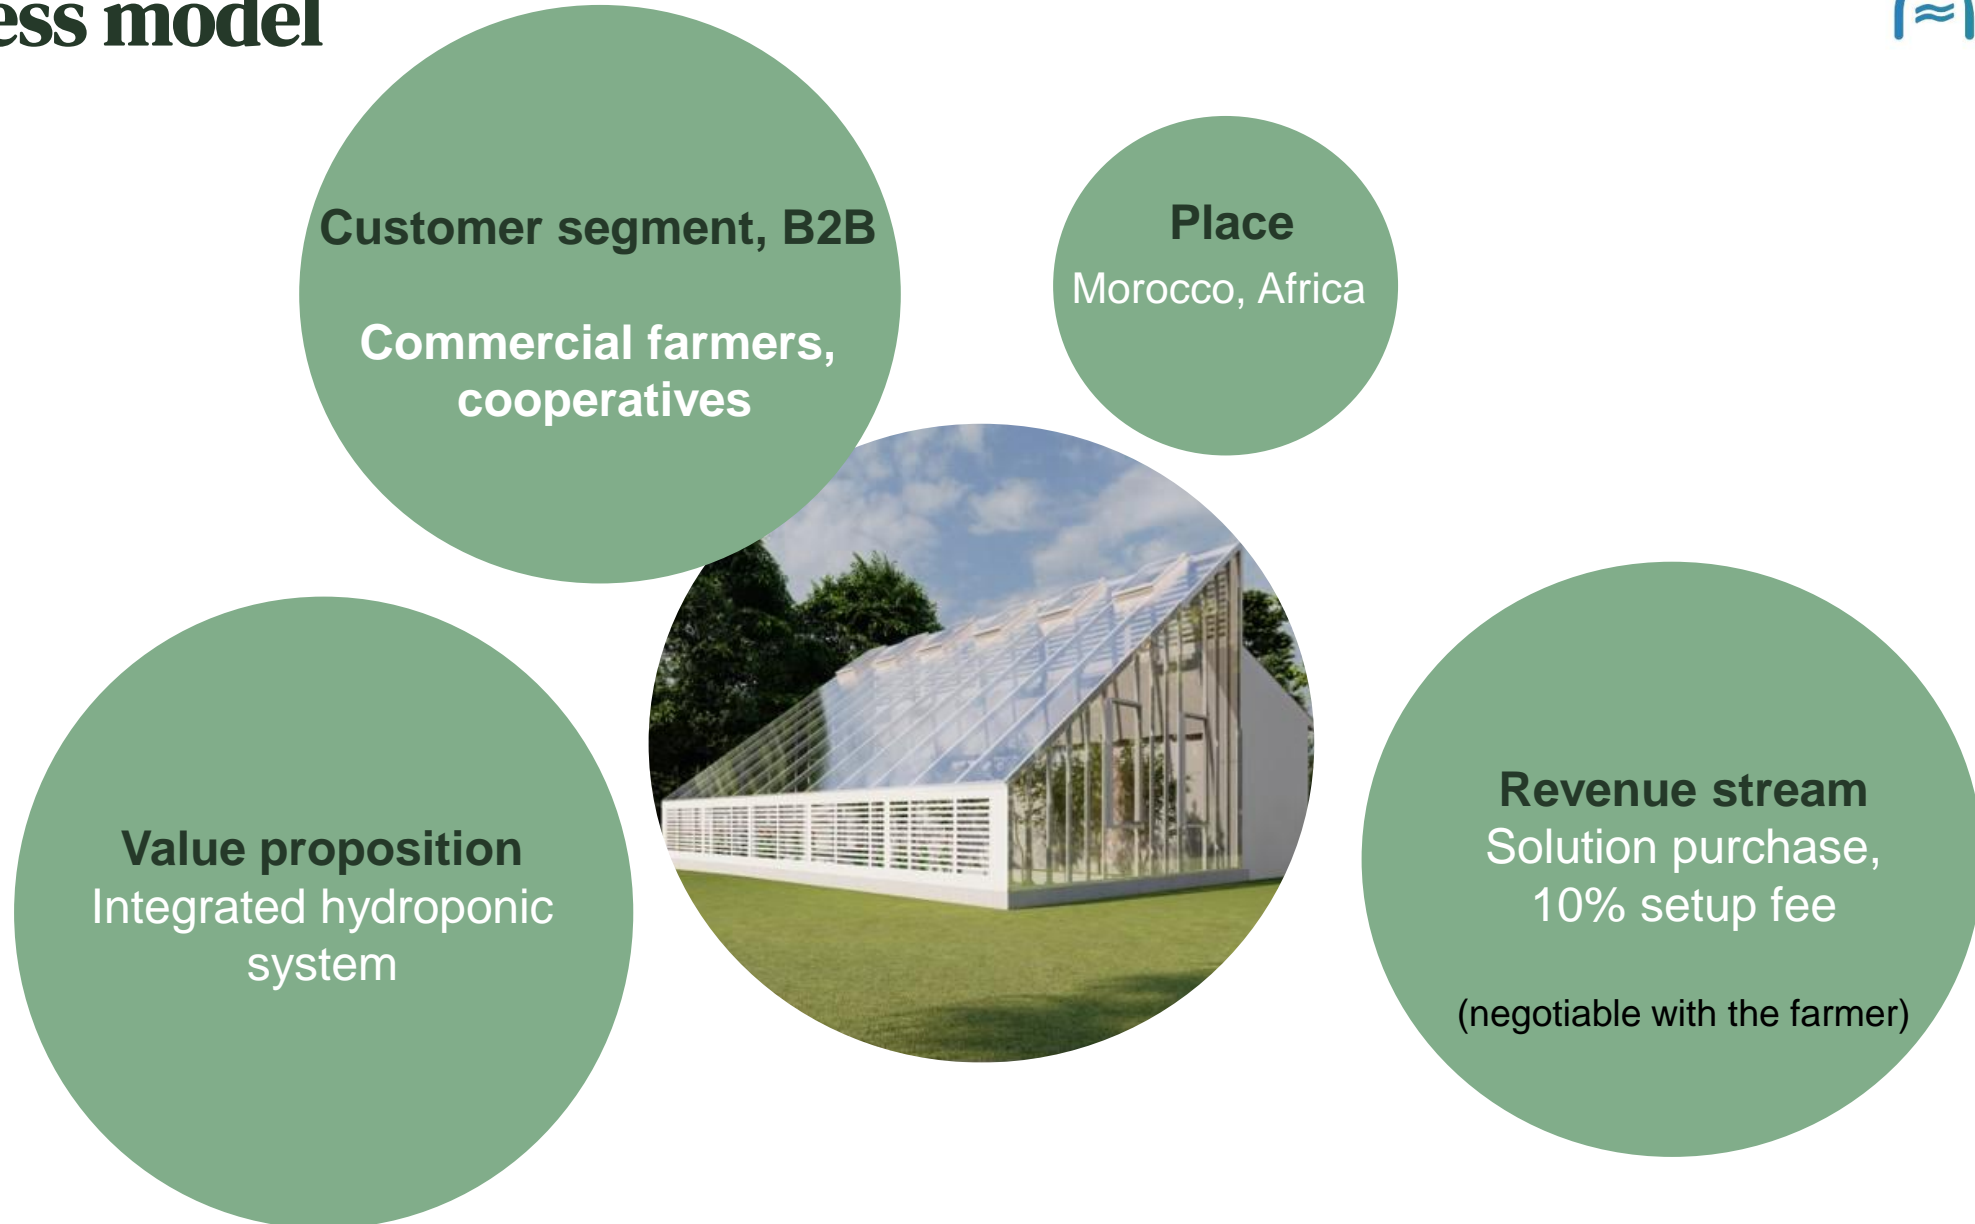 ess model
Customer segment, B2B
Commercial farmers,
cooperatives
Place
Morocco, Africa
Value proposition
Integrated hydroponic
system
Revenue stream
Solution purchase,
10% setup fee
(negotiable with the farmer)